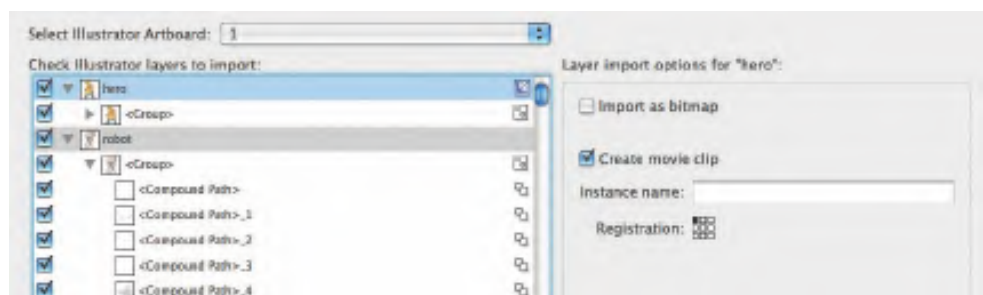 Select Illustrator Artboard: 1
Check Illustrator layers to import:
hero
<Group>
robot
<Group>
<Compound Path>
<Compound Path>_1
<Compound Path>_2
<Compound Path>_3
<Compound Path>_4
Layer import options for "hero":
Import as bitmap
Create movie clip
Instance name:
Registration: